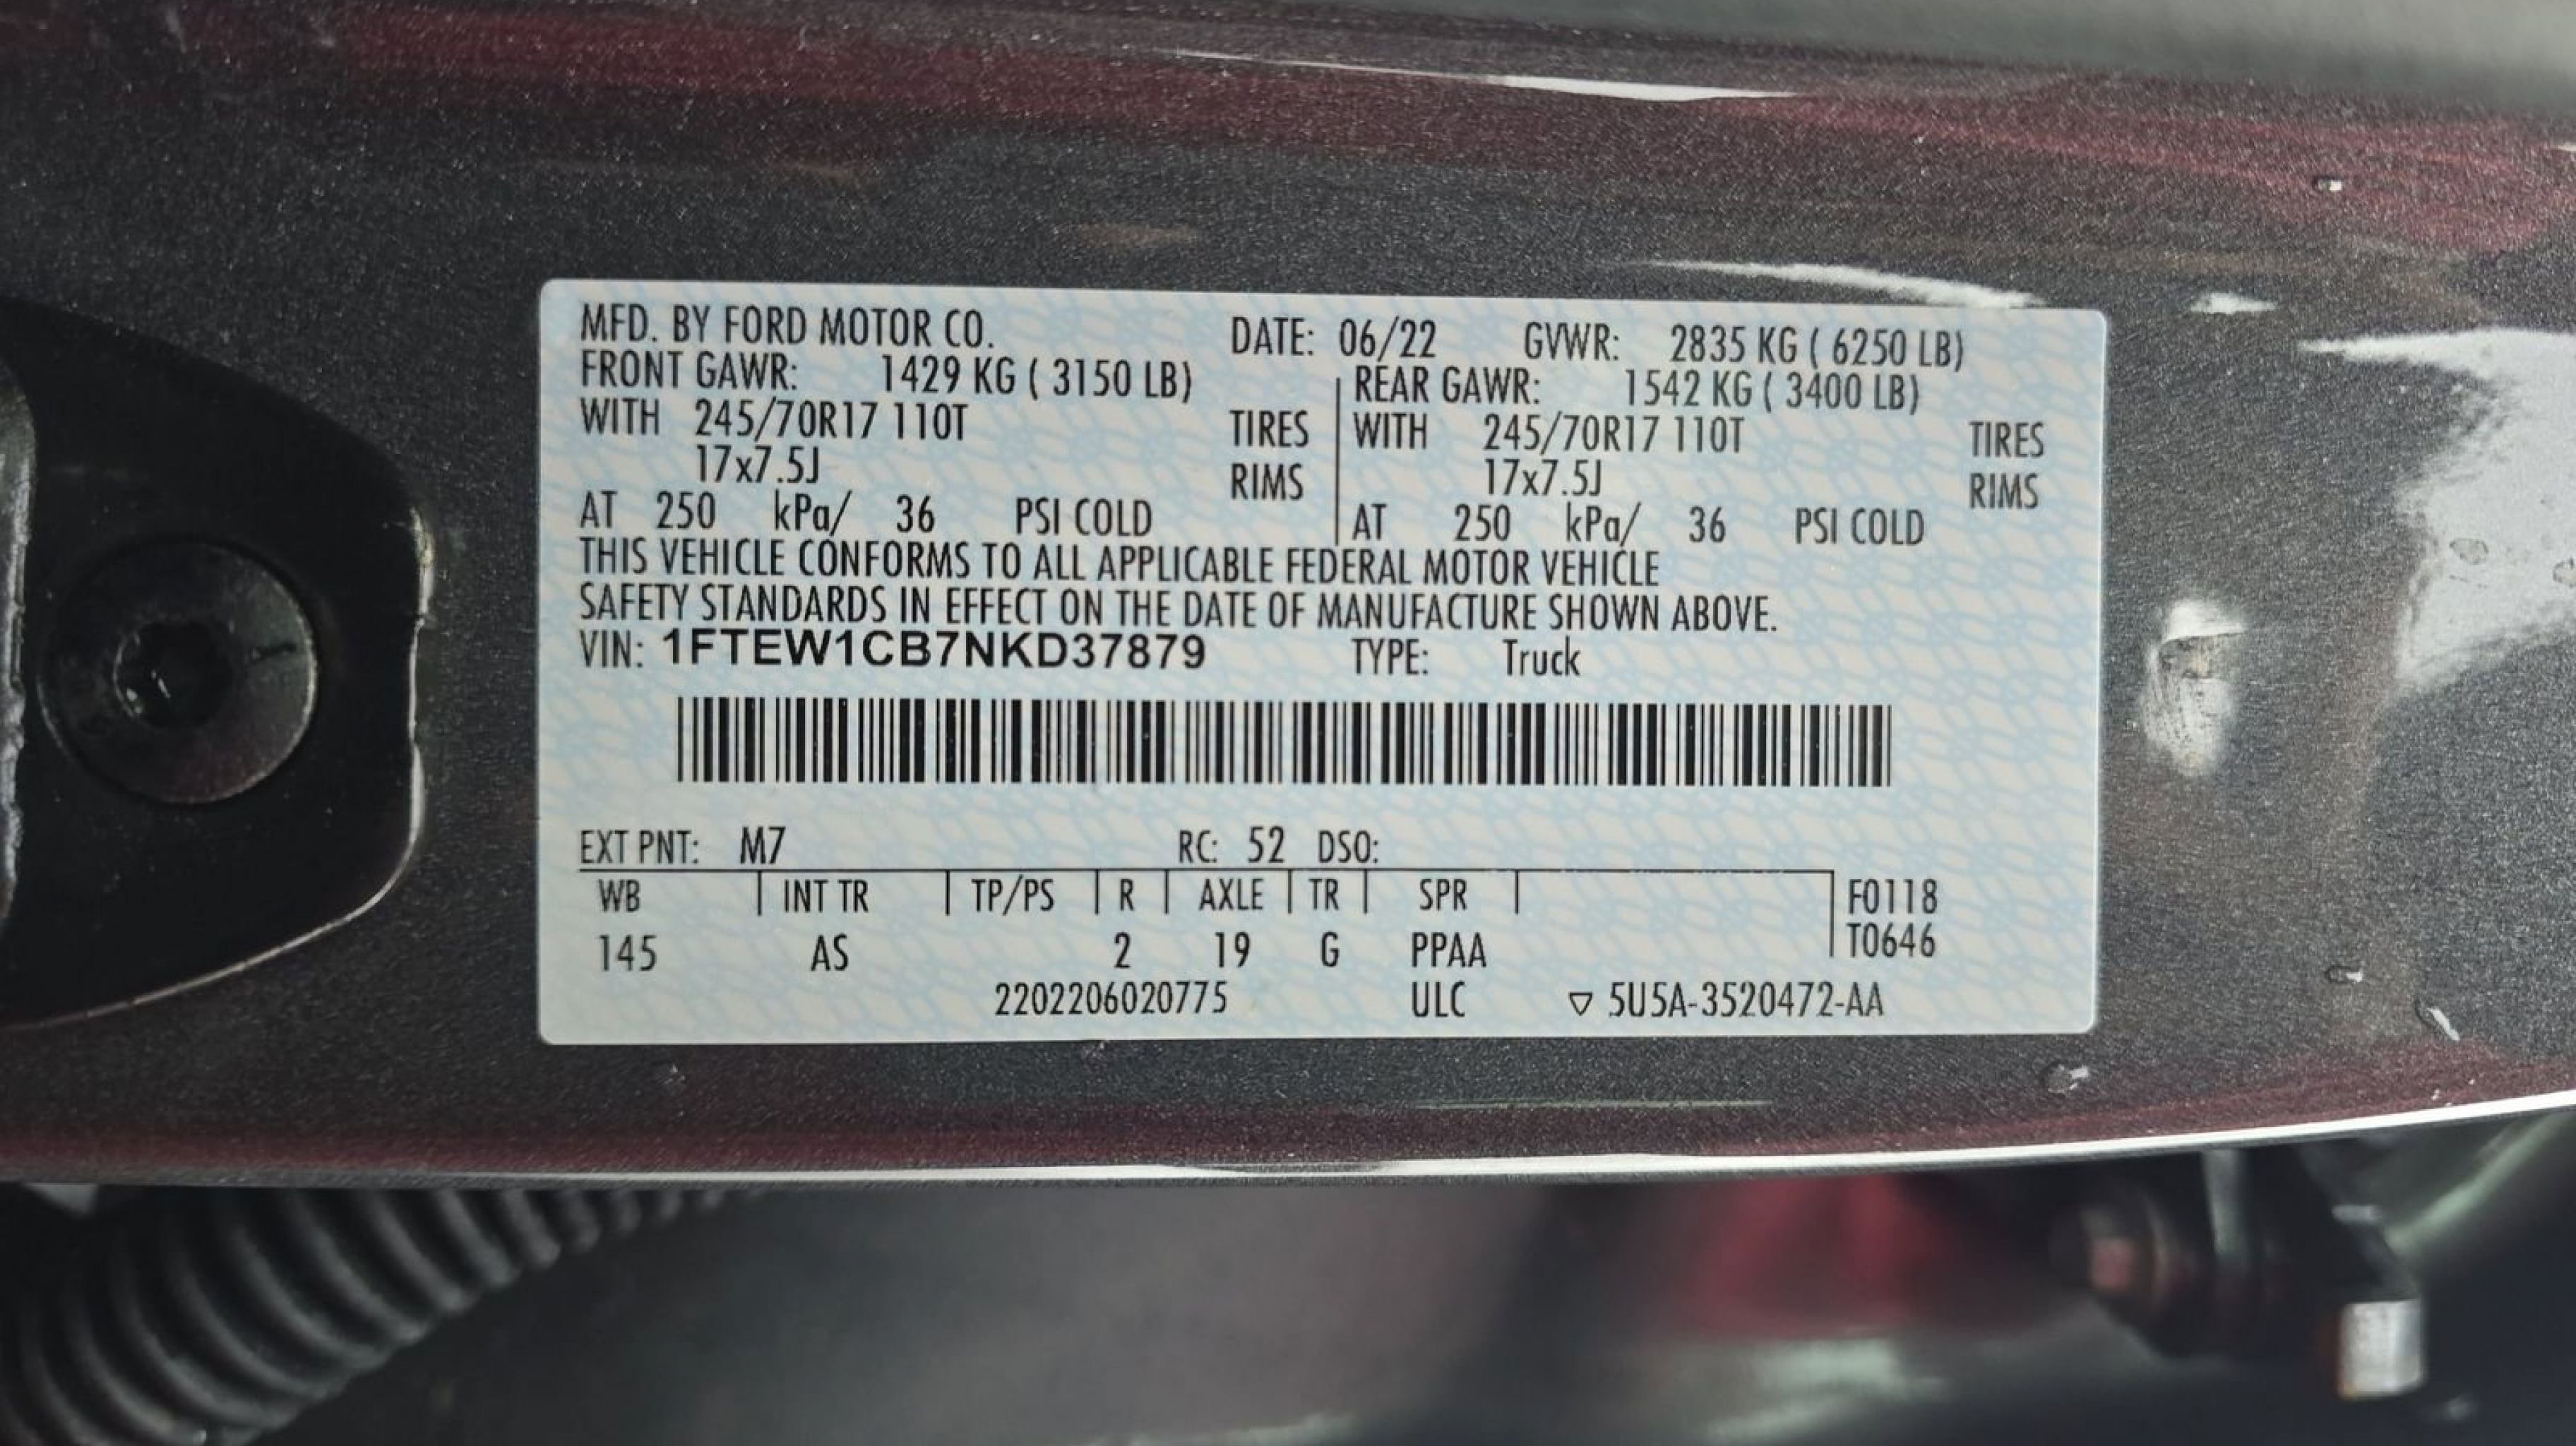 MFD. BY FORD MOTOR CO. DATE: 06/22 GVWR: 2835 KG ( 6250 LB)
FRONT GAWR: 1429 KG ( 3150 LB) REAR GAWR: 1542 KG ( 3400 LB)
WITH 245/70R17 110T TIRES WITH 245/70R17 110T TIRES
17x7.5J RIMS 17x7.5J RIMS
AT 250 kPa/ 36 PSI COLD AT 250 kPa/ 36 PSI COLD
THIS VEHICLE CONFORMS TO ALL APPLICABLE FEDERAL MOTOR VEHICLE
SAFETY STANDARDS IN EFFECT ON THE DATE OF MANUFACTURE SHOWN ABOVE.
VIN: 1FTEW1CB7NKD37879 TYPE: Truck
EXT PNT: M7 RC: 52 DSO:
WB INT TR TP/PS R AXLE TR SPR F0118
145 AS 2 19 G PPAA T0646
2202206020775 ULC ▽ 5U5A-3520472-AA